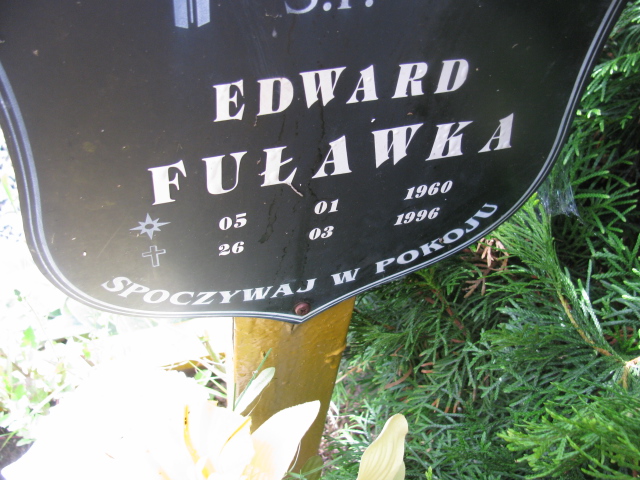 Ś.P.
EDWARD
FUŁAWKA
05 01 1960
26 03 1996
SPOCZYWAJ W POKOJU